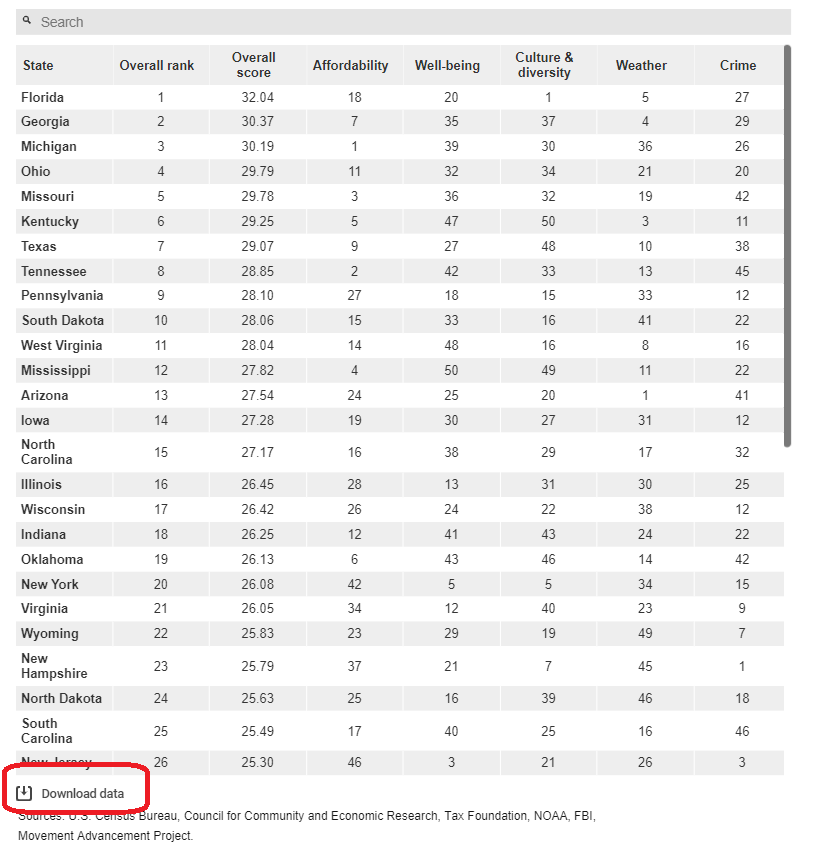 Search
State Overall rank Overall score Affordability Well-being Culture & diversity Weather Crime
Florida 1 32.04 18 20 1 5 27
Georgia 2 30.37 7 35 37 4 29
Michigan 3 30.19 1 39 30 36 26
Ohio 4 29.79 11 32 34 21 20
Missouri 5 29.78 3 36 32 19 42
Kentucky 6 29.25 5 47 50 3 11
Texas 7 29.07 9 27 48 10 38
Tennessee 8 28.85 2 42 33 13 45
Pennsylvania 9 28.10 27 18 15 33 12
South Dakota 10 28.06 15 33 16 41 22
West Virginia 11 28.04 14 48 16 8 16
Mississippi 12 27.82 4 50 49 11 22
Arizona 13 27.54 24 25 20 1 41
Iowa 14 27.28 19 30 27 31 12
North Carolina 15 27.17 16 38 29 17 32
Illinois 16 26.45 28 13 31 30 25
Wisconsin 17 26.42 26 24 22 38 12
Indiana 18 26.25 12 41 43 24 22
Oklahoma 19 26.13 6 43 46 14 42
New York 20 26.08 42 5 5 34 15
Virginia 21 26.05 34 12 40 23 9
Wyoming 22 25.83 23 29 19 49 7
New Hampshire 23 25.79 37 21 7 45 1
North Dakota 24 25.63 25 16 39 46 18
South Carolina 25 25.49 17 40 25 16 46
New Jersey 26 25.30 46 3 21 26 3
Download data
Sources: U.S. Census Bureau, Council for Community and Economic Research, Tax Foundation, NOAA, FBI,
Movement Advancement Project.